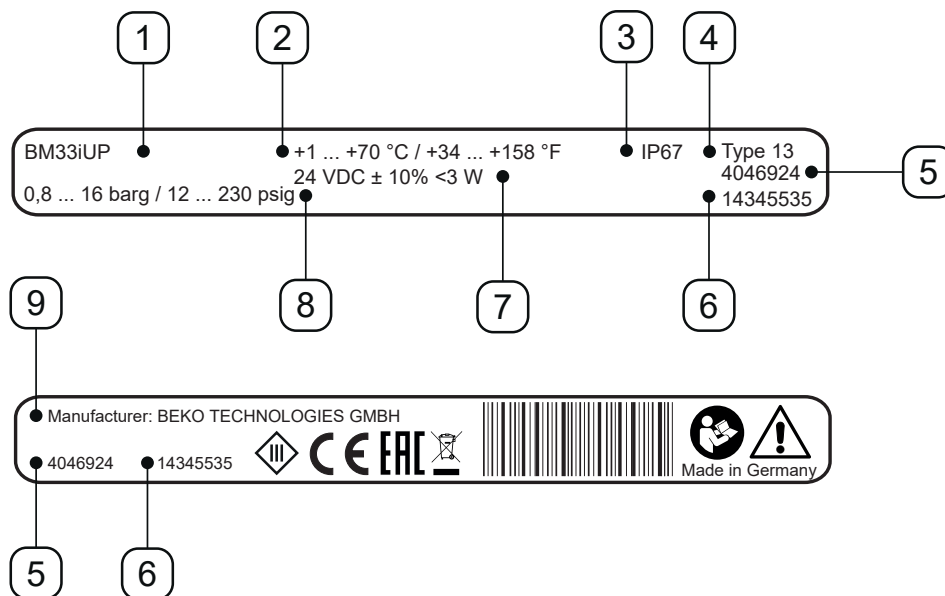 1 2 3 4
BM33iUP +1 ... +70 °C / +34 ... +158 °F IP67 Type 13
24 VDC ± 10% <3 W 4046924
5
0,8 ... 16 barg / 12 ... 230 psig 14345535
9 8 7 6
Manufacturer: BEKO TECHNOLOGIES GMBH
4046924 14345535 III CE EAC
Made in Germany
5 6